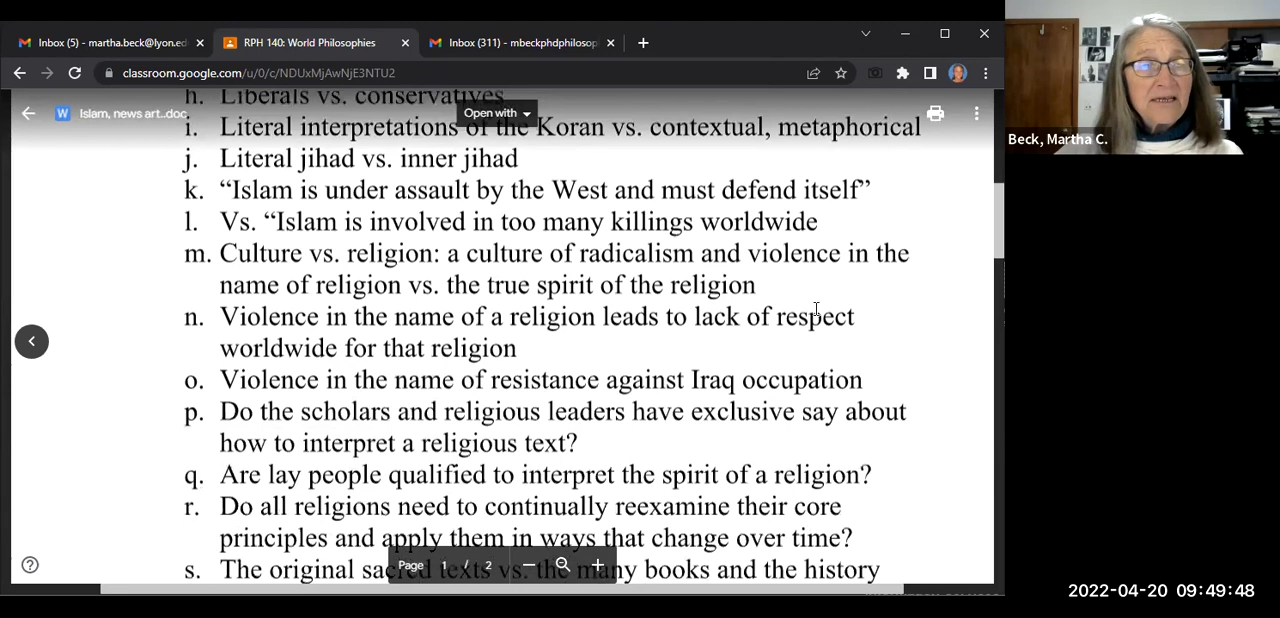 Inbox (5) - martha.beck@lyon.ed
RPH 140: World Philosophies
Inbox (311) - mbeckphdphilosop
classroom.google.com/u/0/c/NDUxMjAwNjE3NTU2
Islam, news art..doc
Open with
Beck, Martha C.
h. Liberals vs. conservatives
i. Literal interpretations of the Koran vs. contextual, metaphorical
j. Literal jihad vs. inner jihad
k. “Islam is under assault by the West and must defend itself”
l. Vs. “Islam is involved in too many killings worldwide
m. Culture vs. religion: a culture of radicalism and violence in the
name of religion vs. the true spirit of the religion
n. Violence in the name of a religion leads to lack of respect
worldwide for that religion
o. Violence in the name of resistance against Iraq occupation
p. Do the scholars and religious leaders have exclusive say about
how to interpret a religious text?
q. Are lay people qualified to interpret the spirit of a religion?
r. Do all religions need to continually reexamine their core
principles and apply them in ways that change over time?
s. The original sacred texts vs. the many books and the history
Page 1 / 2
2022-04-20 09:49:48